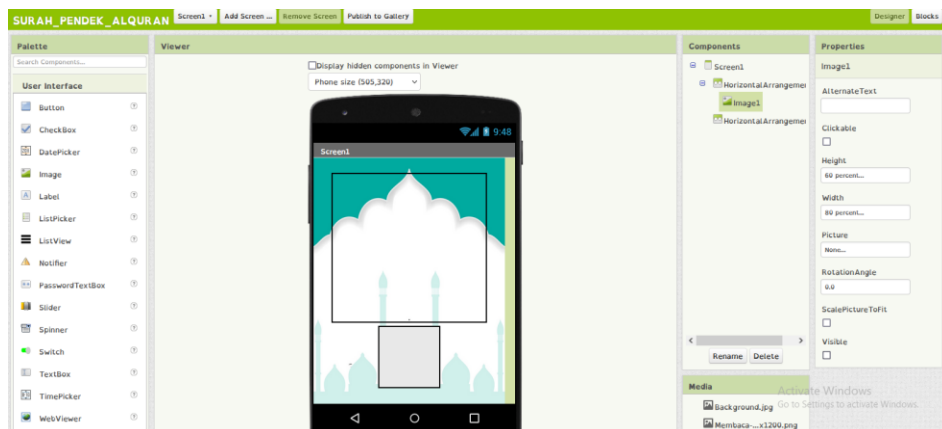 SURAH_PENDEK_ALQURAN
Screen1
Add Screen ...
Remove Screen
Publish to Gallery
Designer
Blocks
Palette
Search Components...
User Interface
Button
CheckBox
DatePicker
Image
Label
ListPicker
ListView
Notifier
PasswordTextBox
Slider
Spinner
Switch
TextBox
TimePicker
WebViewer
Viewer
Display hidden components in Viewer
Phone size (505,320)
9:48
Screen1
Components
Screen1
HorizontalArrangemer
Image1
HorizontalArrangemer
Rename
Delete
Media
Background.jpg
Membaca-...x1200.png
Properties
Image1
AlternateText
Clickable
Height
60 percent...
Width
80 percent...
Picture
None...
RotationAngle
0.0
ScalePictureToFit
Visible
Activate Windows
Go to Settings to activate Windows.